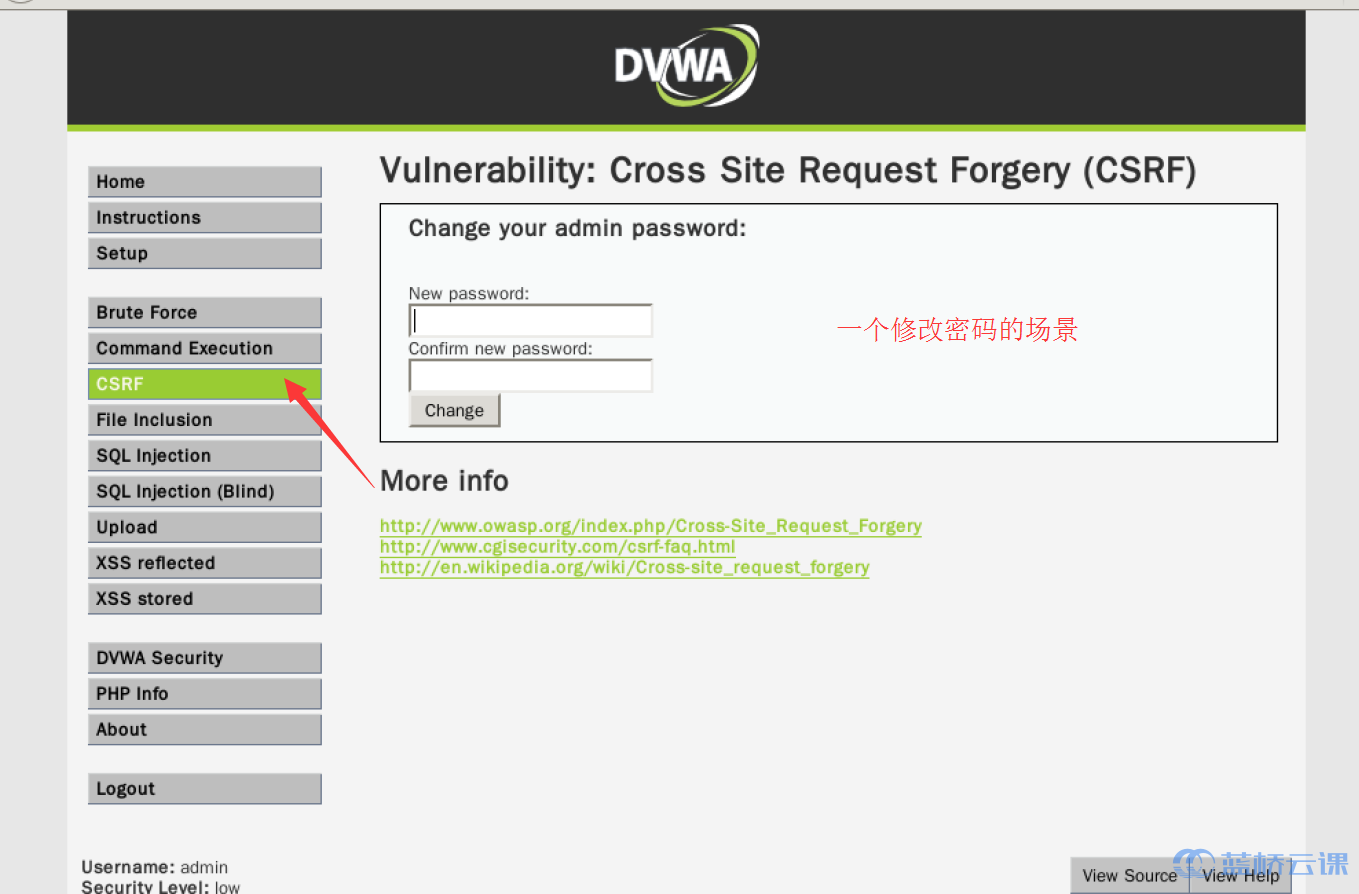 DVWA
Home
Instructions
Setup
Brute Force
Command Execution
CSRF
File Inclusion
SQL Injection
SQL Injection (Blind)
Upload
XSS reflected
XSS stored
DVWA Security
PHP Info
About
Logout
Vulnerability: Cross Site Request Forgery (CSRF)
Change your admin password:
New password:
Confirm new password:
Change
一个修改密码的场景
More info
http://www.owasp.org/index.php/Cross-Site_Request_Forgery
http://www.cgisecurity.com/csrf-faq.html
http://en.wikipedia.org/wiki/Cross-site_request_forgery
Username: admin
Security Level: low
View Source
View Help
蓝桥云课